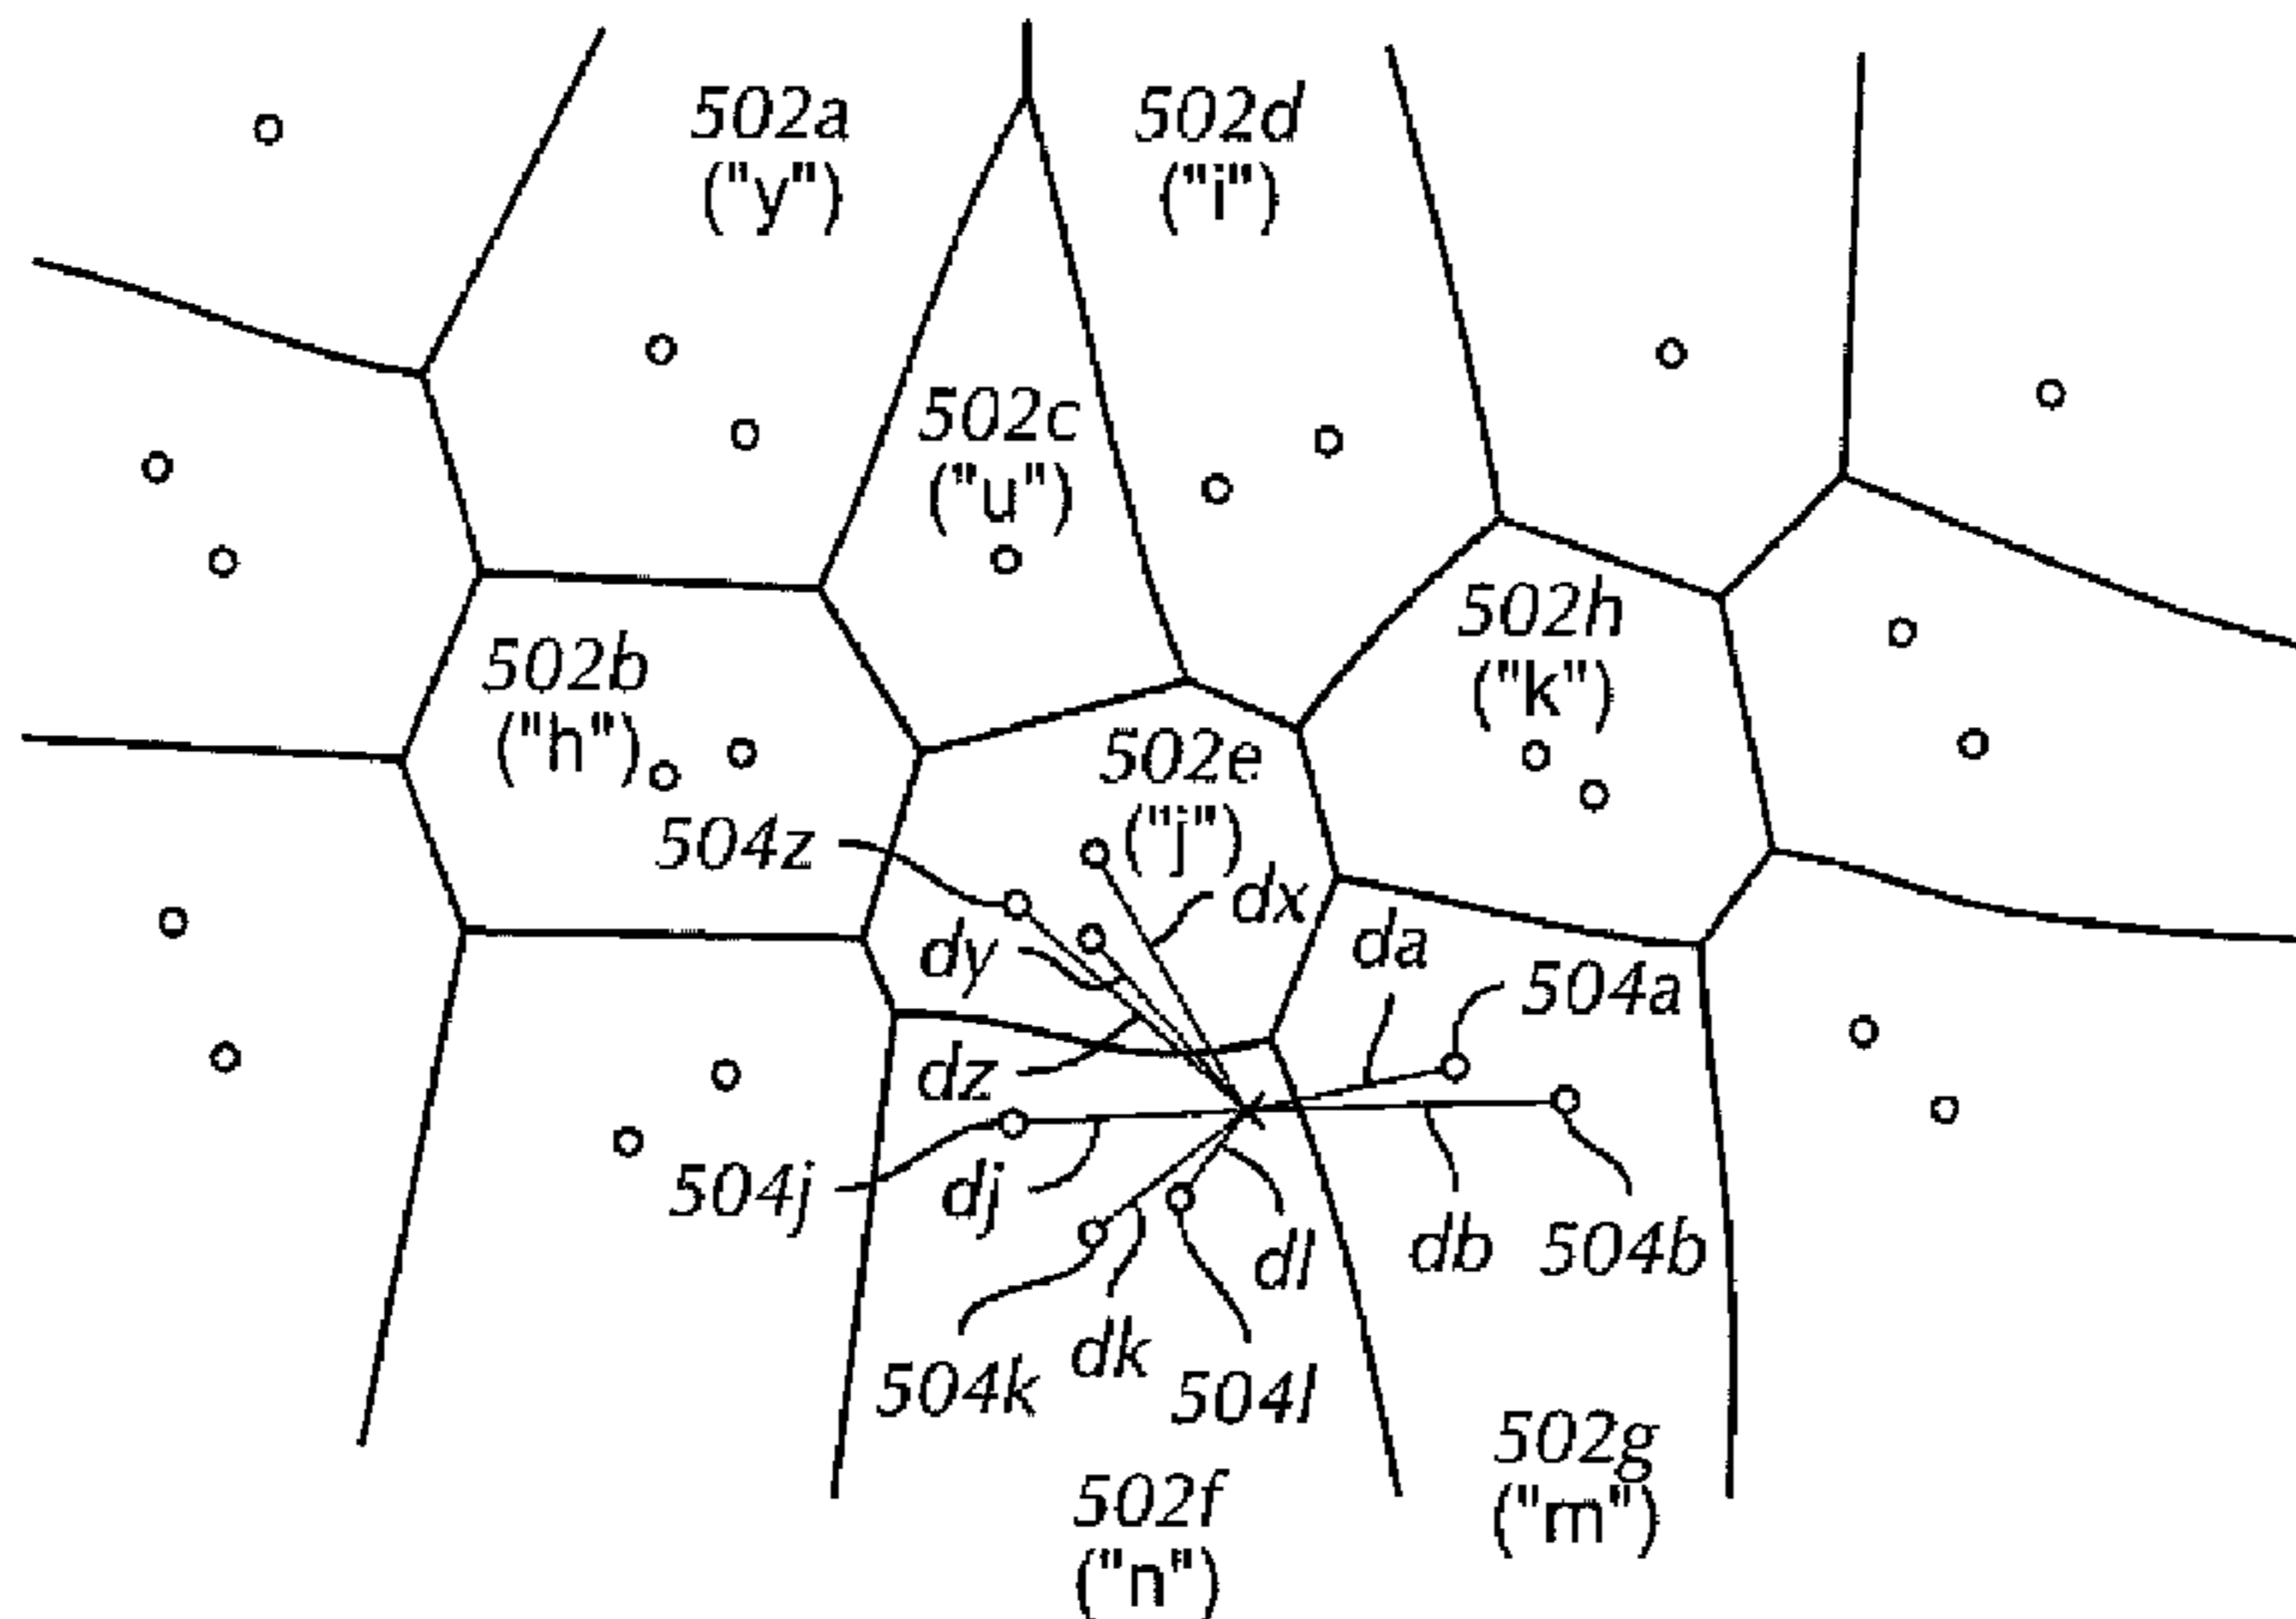 502a
("y")
502d
("i")
502c
("u")
502h
("k")
502b
("h")
502e
("j")
504z
dx
dy
da
504a
dz
504j
dj
dl
db
504b
dk
504k
504l
502g
("m")
502f
("n")